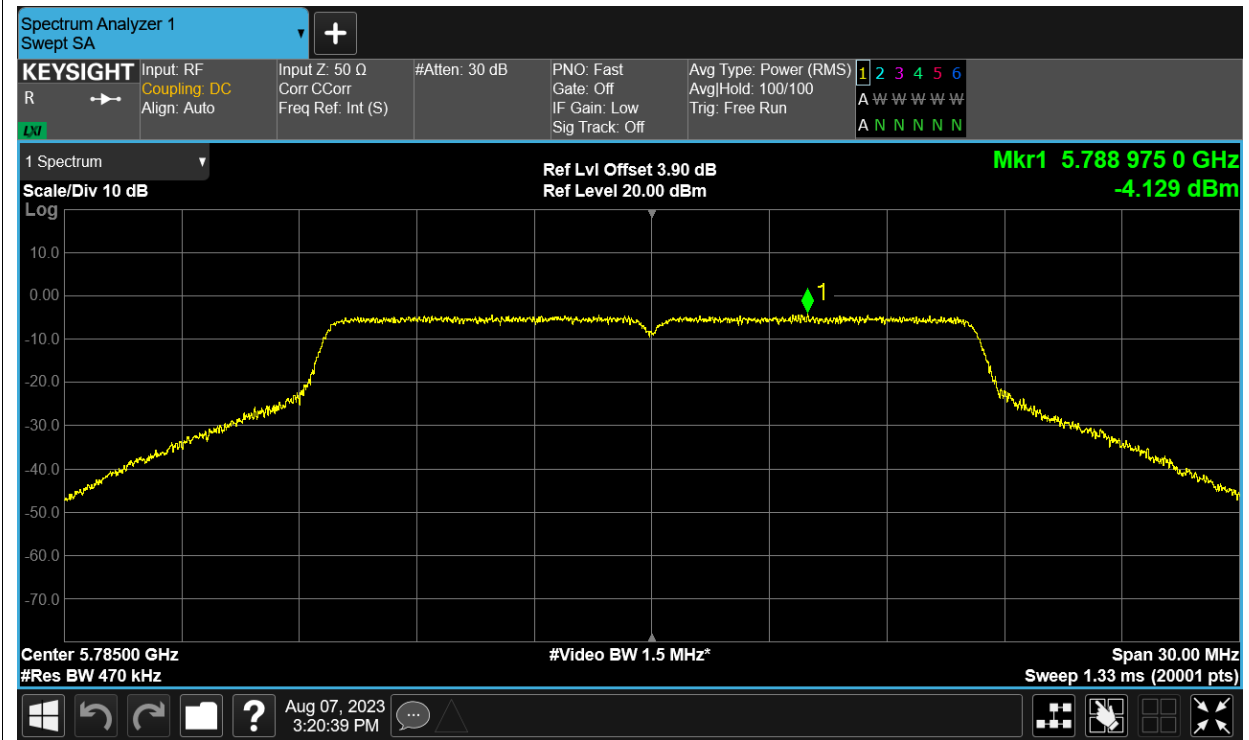 Spectrum Analyzer 1
Swept SA
KEYSIGHT
R
LXI
Input: RF
Coupling: DC
Align: Auto
Input Z: 50 Ω
Corr CCorr
Freq Ref: Int (S)
#Atten: 30 dB
PNO: Fast
Gate: Off
IF Gain: Low
Sig Track: Off
Avg Type: Power (RMS)
Avg|Hold: 100/100
Trig: Free Run
1 2 3 4 5 6
A W W W W W
A N N N N N
1 Spectrum
Scale/Div 10 dB
Log
Ref Lvl Offset 3.90 dB
Ref Level 20.00 dBm
Mkr1 5.788 975 0 GHz
-4.129 dBm
1
10.0
0.00
-10.0
-20.0
-30.0
-40.0
-50.0
-60.0
-70.0
Center 5.78500 GHz
#Res BW 470 kHz
#Video BW 1.5 MHz*
Span 30.00 MHz
Sweep 1.33 ms (20001 pts)
?
Aug 07, 2023
3:20:39 PM